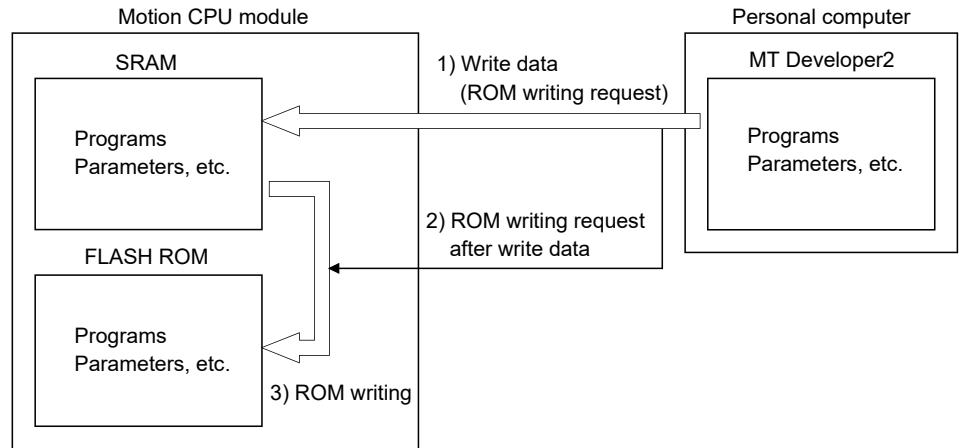 Motion CPU module
Personal computer
SRAM
1) Write data
(ROM writing request)
MT Developer2
Programs
Parameters, etc.
Programs
Parameters, etc.
2) ROM writing request
after write data
FLASH ROM
Programs
Parameters, etc.
3) ROM writing